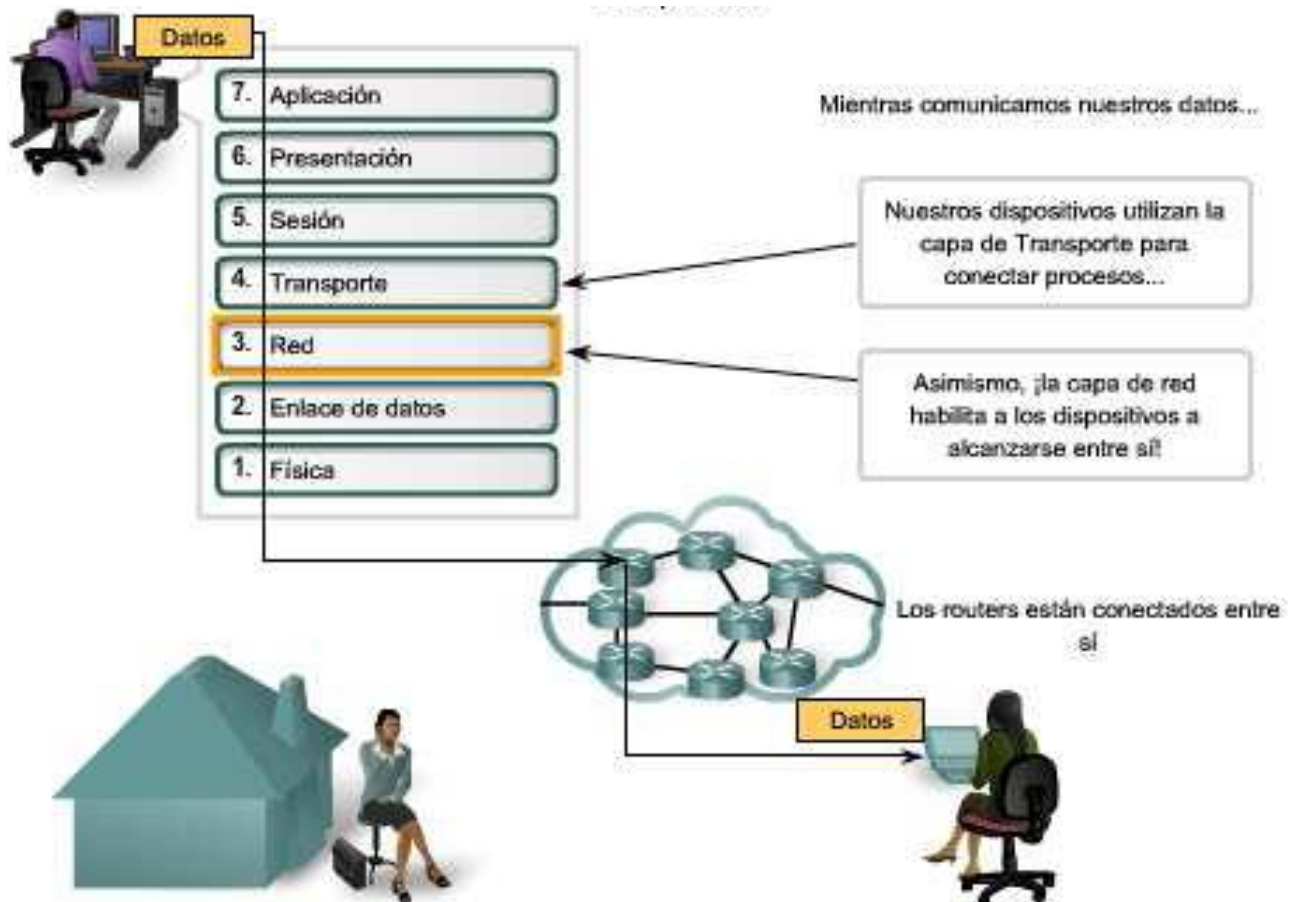 Datos
7. Aplicación
6. Presentación
5. Sesión
4. Transporte
3. Red
2. Enlace de datos
1. Física
Mientras comunicamos nuestros datos...
Nuestros dispositivos utilizan la
capa de Transporte para
conectar procesos...
Asimismo, ¡la capa de red
habilita a los dispositivos a
alcanzarse entre sí!
Los routers están conectados entre
sí
Datos